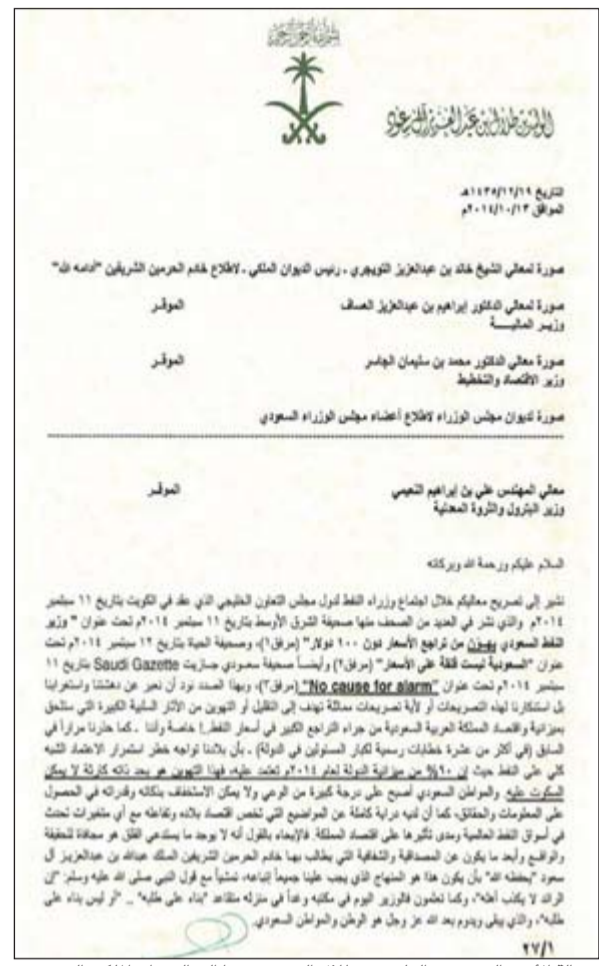 بسم الله الرحمن الرحيم
الوليد بن طلال بن عبدالعزيز آل سعود
التاريخ ١٤٣٥/١٢/١٩هـ
الموافق ٢٠١٤/١٠/١٣م
صورة لمعالي الشيخ خالد بن عبدالعزيز التويجري - رئيس الديوان الملكي - لاطلاع خادم الحرمين الشريفين "أدامه الله"
صورة لمعالي الدكتور إبراهيم بن عبدالعزيز العساف الموقر
وزير الماليـــــة
صورة معالي الدكتور محمد بن سليمان الجاسر الموقر
وزير الاقتصاد والتخطيط
صورة لديوان مجلس الوزراء لاطلاع أعضاء مجلس الوزراء السعودي
معالي المهندس علي بن إبراهيم النعيمي الموقر
وزير البترول والثروة المعدنية
السلام عليكم ورحمة الله وبركاته
نشير إلى تصريح معاليكم خلال اجتماع وزراء النفط لدول مجلس التعاون الخليجي الذي عقد في الكويت بتاريخ ١١ سبتمبر
٢٠١٤م والذي نشر في العديد من الصحف منها صحيفة الشرق الأوسط بتاريخ ١١ سبتمبر ٢٠١٤م تحت عنوان " وزير
النفط السعودي يهــون من تراجع الأسعار دون ١٠٠ دولار" (مرفق١)، وصحيفة الحياة بتاريخ ١٢ سبتمبر ٢٠١٤م تحت
عنوان "السعودية ليست قلقة على الأسعار" (مرفق٢) وأيضاً صحيفة سعودي جازيت Saudi Gazette بتاريخ ١١
سبتمبر ٢٠١٤م تحت عنوان "No cause for alarm" (مرفق٣)، وبهذا الصدد نود أن نعبر عن دهشتنا واستغرابنا
بل استنكارنا لهذه التصريحات أو لأية تصريحات مماثلة تهدف إلى التقليل أو التهوين من الآثار السلبية الكبيرة التي ستلحق
بميزانية واقتصاد المملكة العربية السعودية من جراء التراجع الكبير في أسعار النفط.! خاصة وأننا . كما حذرنا مراراً في
السابق (في أكثر من عشرة خطابات رسمية لكبار المسئولين في الدولة) . بأن بلادنا تواجه خطر استمرار الاعتماد الشبه
كلي على النفط حيث إن ٩٠% من ميزانية الدولة لعام ٢٠١٤م تعتمد عليه، فهذا التهوين هو بحد ذاته كارثة لا يمكن
السكوت عليه. والمواطن السعودي أصبح على درجة كبيرة من الوعي ولا يمكن الاستخفاف بذكائه وقدراته في الحصول
على المعلومات والحقائق، كما أن لديه دراية كاملة عن المواضيع التي تخص اقتصاد بلاده وتفاعله مع أي متغيرات تحدث
في أسواق النفط العالمية ومدى تأثيرها على اقتصاد المملكة. فالإيحاء بالقول أنه لا يوجد ما يستدعي القلق هو مجافاة للحقيقة
والواقع وأبعد ما يكون عن المصداقية والشفافية التي يطالب بها خادم الحرمين الشريفين الملك عبدالله بن عبدالعزيز آل
سعود "يحفظه الله" بأن يكون هذا هو المنهاج الذي يجب علينا جميعاً إتباعه، تمشياً مع قول النبي صلى الله عليه وسلم: "إن
الرائد لا يكذب أهله"، وكما تعلمون فالوزير اليوم في مكتبه وغداً في منزله متقاعد "بناء على طلبه" .. "أو ليس بناء على
طلبه"، والذي يبقى ويدوم بعد الله عز وجل هو الوطن والمواطن السعودي.
٢٧/١